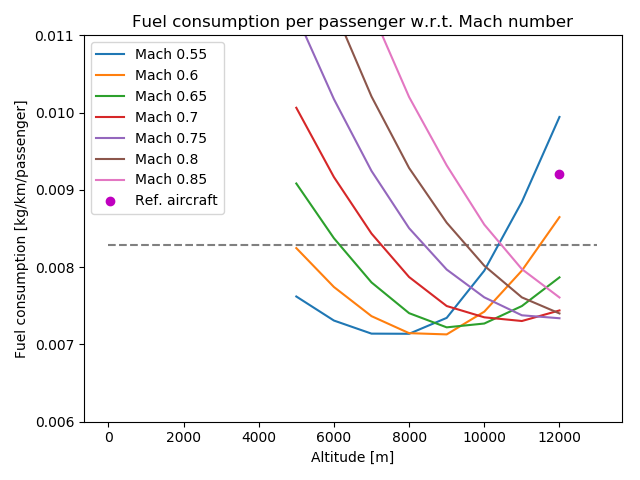 Fuel consumption per passenger w.r.t. Mach number
Fuel consumption [kg/km/passenger]
0.011
0.010
0.009
0.008
0.007
0.006
Mach 0.55
Mach 0.6
Mach 0.65
Mach 0.7
Mach 0.75
Mach 0.8
Mach 0.85
Ref. aircraft
0 2000 4000 6000 8000 10000 12000
Altitude [m]